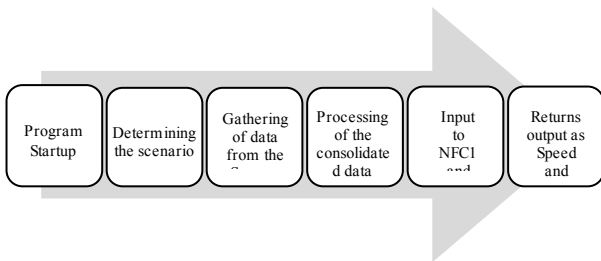 Program
Startup
Determining
the scenario
Gathering
of data
from the
Processing
of the
consolidate
d data
Input
to
NFC1
and
Returns
output as
Speed
and